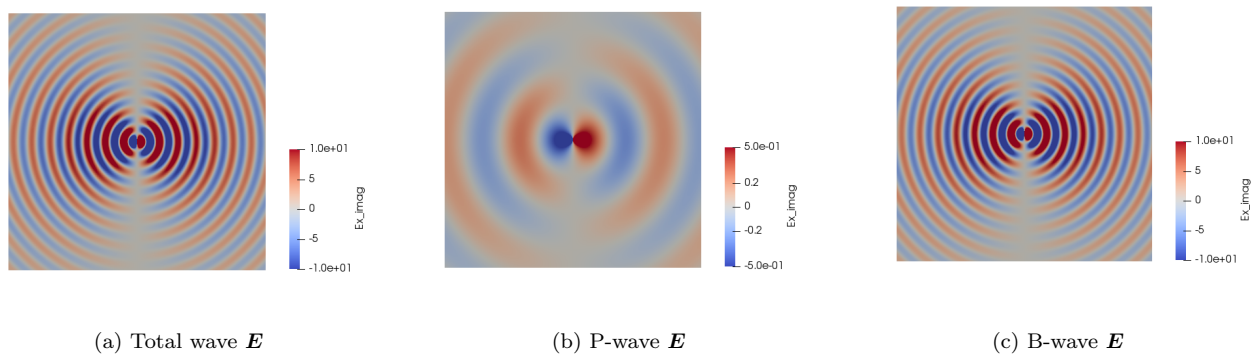 1.0e+01
5
0
-5
-1.0e+01
Ex_imag
5.0e-01
0.2
0
-0.2
-5.0e-01
Ex_imag
1.0e+01
5
0
-5
-1.0e+01
Ex_imag
(a) Total wave E
(b) P-wave E
(c) B-wave E